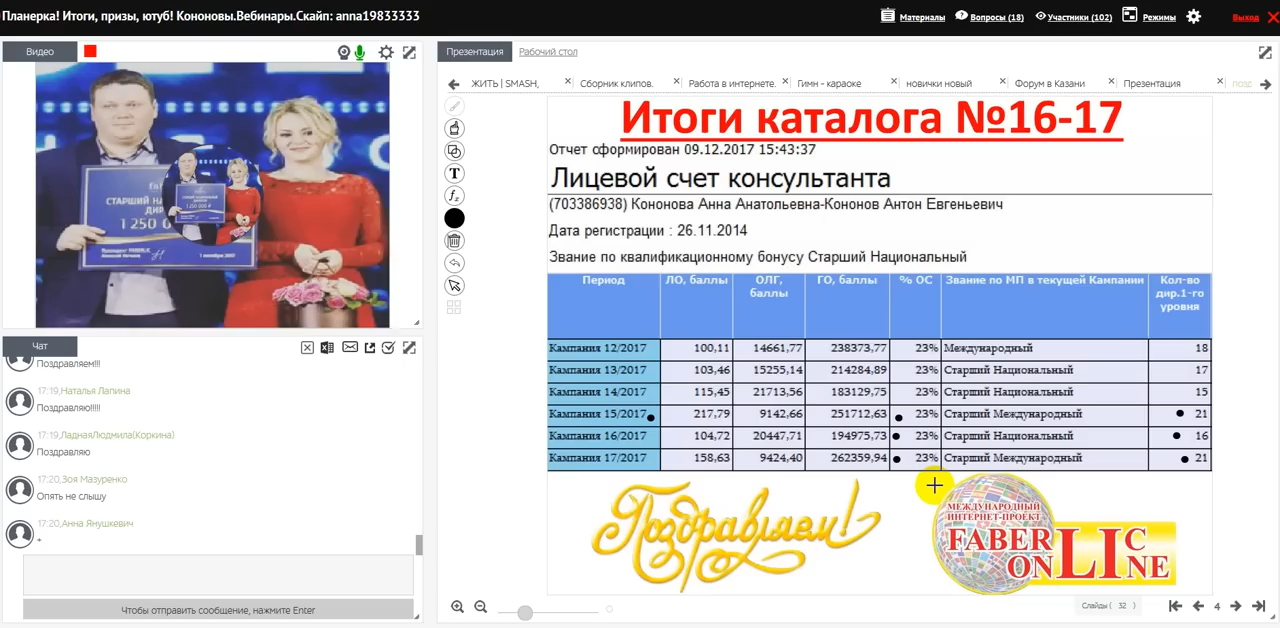 Планерка! Итоги, призы, ютуб! Кононовы.Вебинары.Скайп: anna19833333
Материалы
Вопросы (18)
Участники (102)
Режимы
Выход
Видео
СТАРШИЙ
ДИР
1 250 0
1 250 000 ₽
Чат
Поздравляем!!!
17:19,Наталья Лапина
Поздравляю!!!!!
17:19,ЛаднаяЛюдмила(Коркина)
Поздравляю
17:20,Зоя Мазуренко
Опять не слышу
17:20,Анна Янушкевич
+
Чтобы отправить сообщение, нажмите Enter
Презентация
Рабочий стол
ЖИТЬ | SMASH,
Сборник клипов.
Работа в интернете.
Гимн - караоке
новички новый
Форум в Казани
Презентация
позд
Итоги каталога №16-17
Отчет сформирован 09.12.2017 15:43:37
Лицевой счет консультанта
(703386938) Кононова Анна Анатольевна-Кононов Антон Евгеньевич
Дата регистрации : 26.11.2014
Звание по квалификационному бонусу Старший Национальный
Период ЛО, баллы ОЛГ, баллы ГО, баллы % ОС Звание по МП в текущей Кампании Кол-во дир.1-го уровня
Кампания 12/2017 100,11 14661,77 238373,77 23% Международный 18
Кампания 13/2017 103,46 15255,14 214284,89 23% Старший Национальный 17
Кампания 14/2017 115,45 21713,56 183129,75 23% Старший Национальный 15
Кампания 15/2017 217,79 9142,66 251712,63 23% Старший Международный 21
Кампания 16/2017 104,72 20447,71 194975,73 23% Старший Национальный 16
Кампания 17/2017 158,63 9424,40 262359,94 23% Старший Международный 21
Поздравляем!
МЕЖДУНАРОДНЫЙ
ИНТЕРНЕТ-ПРОЕКТ
FABERLIC
ONLINE
Слайды ( 32 )
4